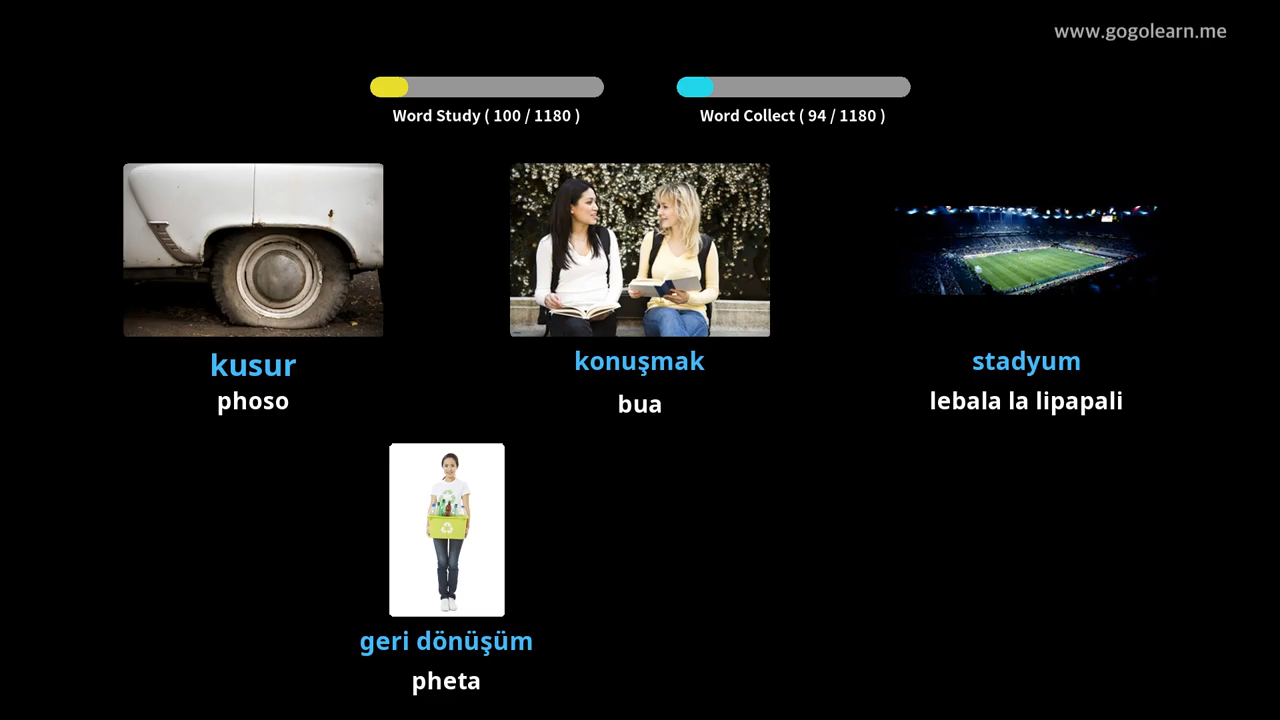 www.gogolearn.me
Word Study ( 100 / 1180 )
Word Collect ( 94 / 1180 )
kusur
phoso
konuşmak
bua
stadyum
lebala la lipapali
geri dönüşüm
pheta